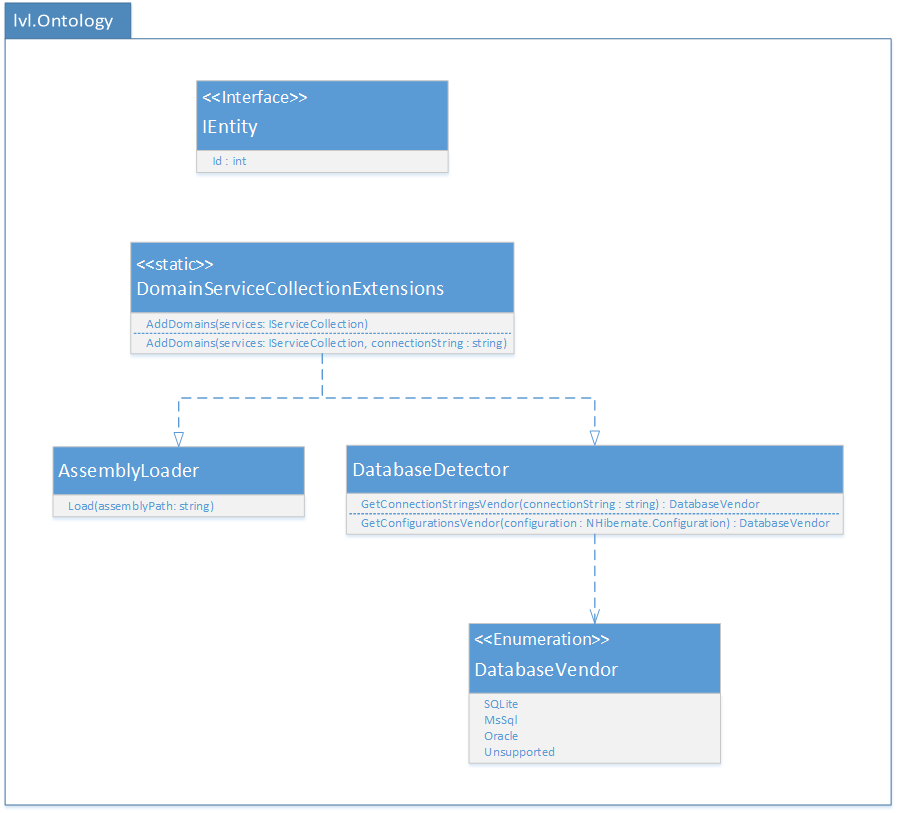 lvl.Ontology
<<Interface>>
IEntity
Id : int
<<static>>
DomainServiceCollectionExtensions
AddDomains(services: IServiceCollection)
AddDomains(services: IServiceCollection, connectionString : string)
AssemblyLoader
Load(assemblyPath: string)
DatabaseDetector
GetConnectionStringsVendor(connectionString : string) : DatabaseVendor
GetConfigurationsVendor(configuration : NHibernate.Configuration) : DatabaseVendor
<<Enumeration>>
DatabaseVendor
SQLite
MsSql
Oracle
Unsupported